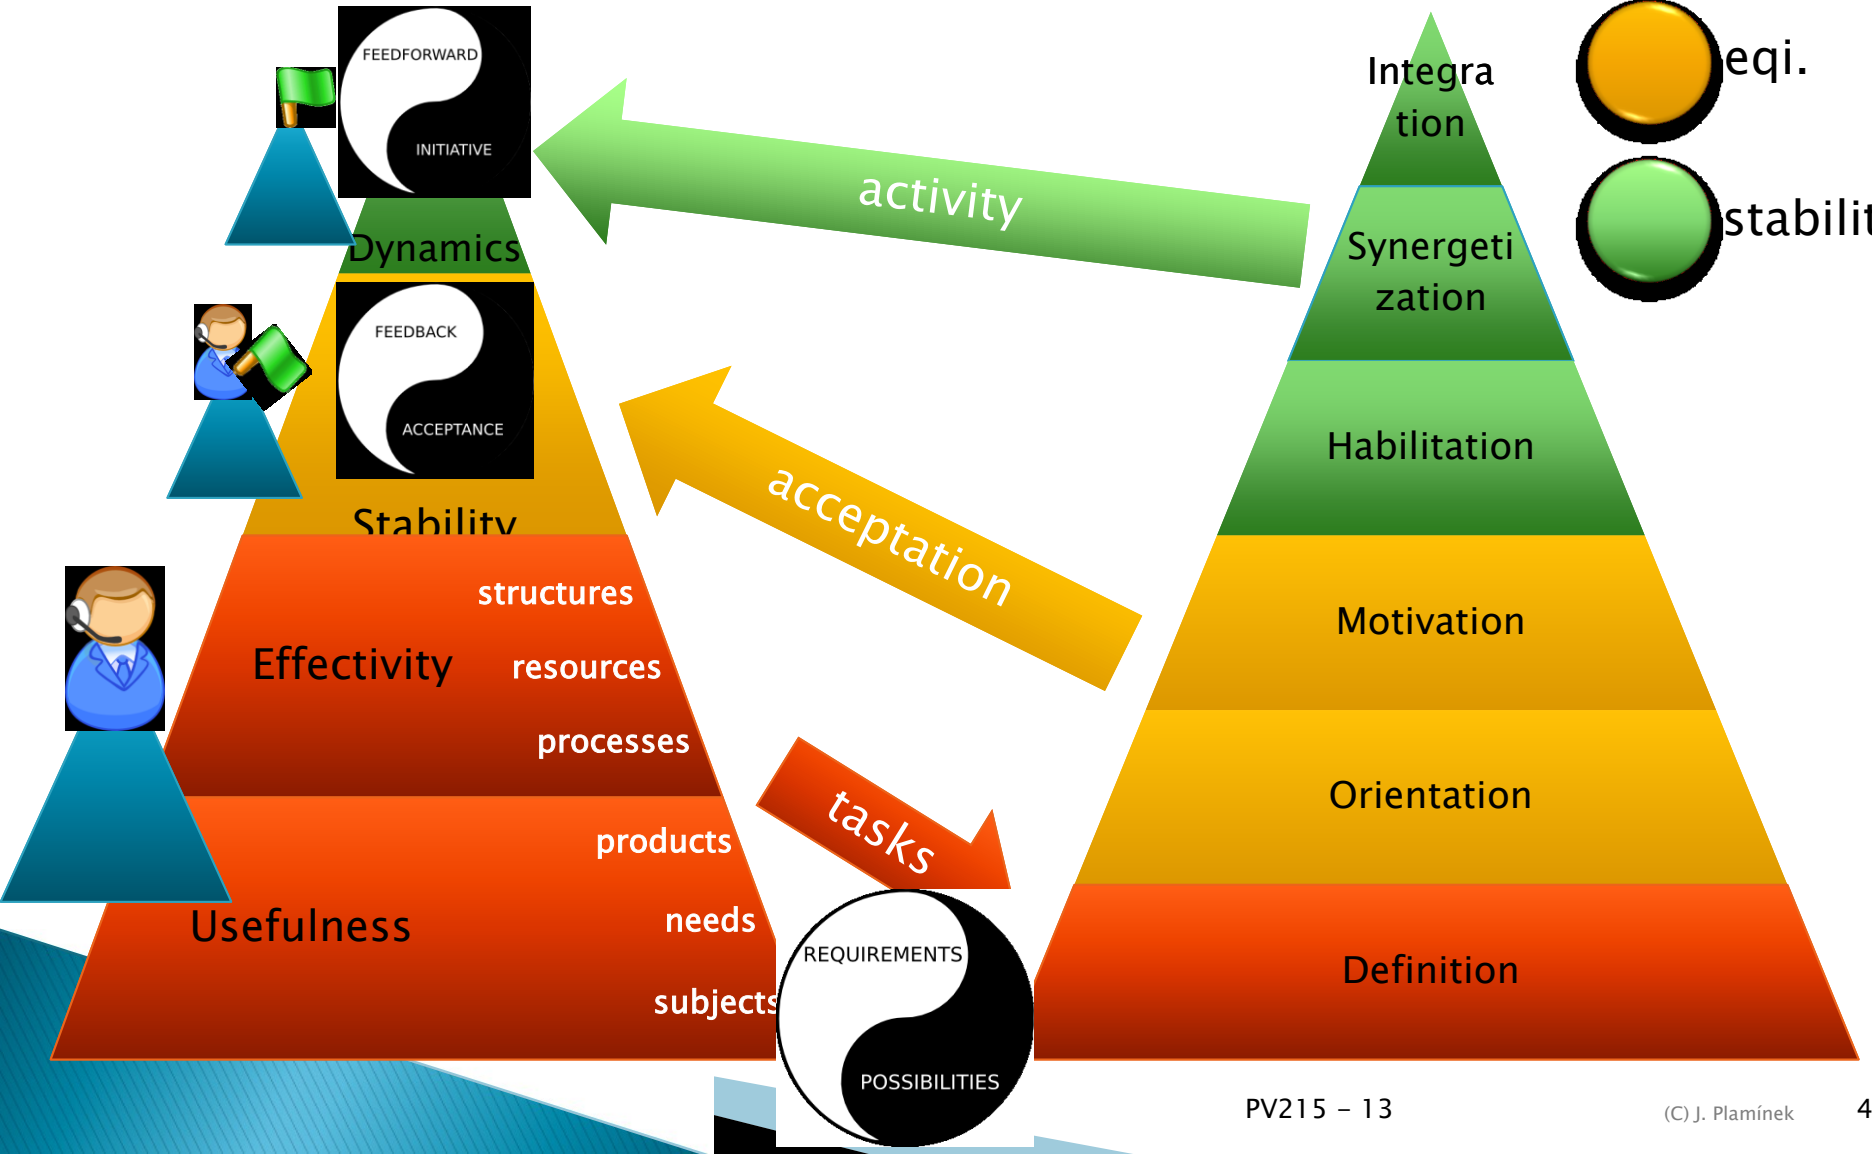 FEEDFORWARD
INITIATIVE
Dynamics
FEEDBACK
ACCEPTANCE
Stability
structures
Effectivity
resources
processes
products
needs
Usefulness
subjects
activity
acceptation
tasks
REQUIREMENTS
POSSIBILITIES
Integra
tion
Synergeti
zation
Habilitation
Motivation
Orientation
Definition
eqi.
stabilit
PV215 – 13
(C) J. Plamínek
4